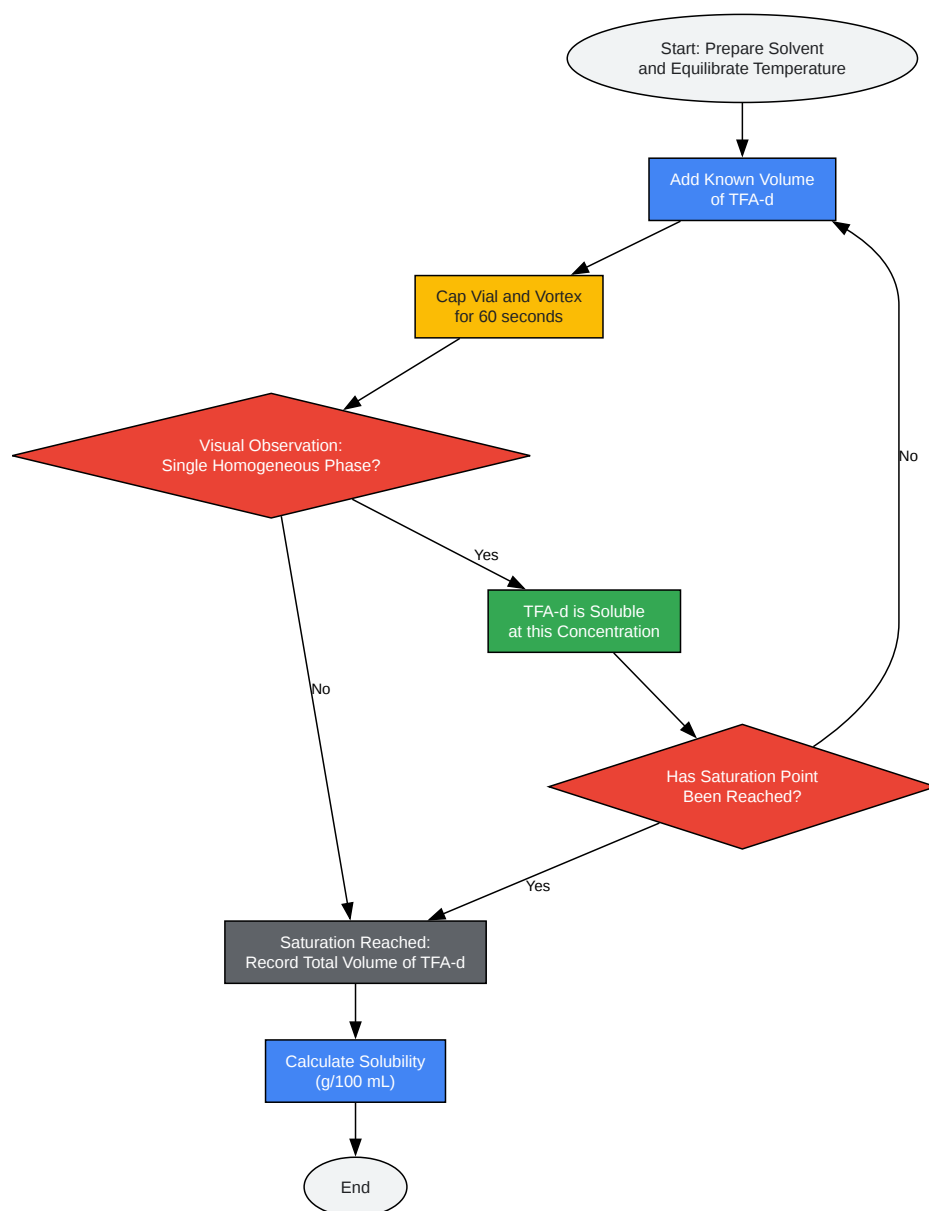 Start: Prepare Solvent
and Equilibrate Temperature
Add Known Volume
of TFA-d
Cap Vial and Vortex
for 60 seconds
Visual Observation:
Single Homogeneous Phase?
No
Yes
TFA-d is Soluble
at this Concentration
No
Has Saturation Point
Been Reached?
Yes
Saturation Reached:
Record Total Volume of TFA-d
Calculate Solubility
(g/100 mL)
End